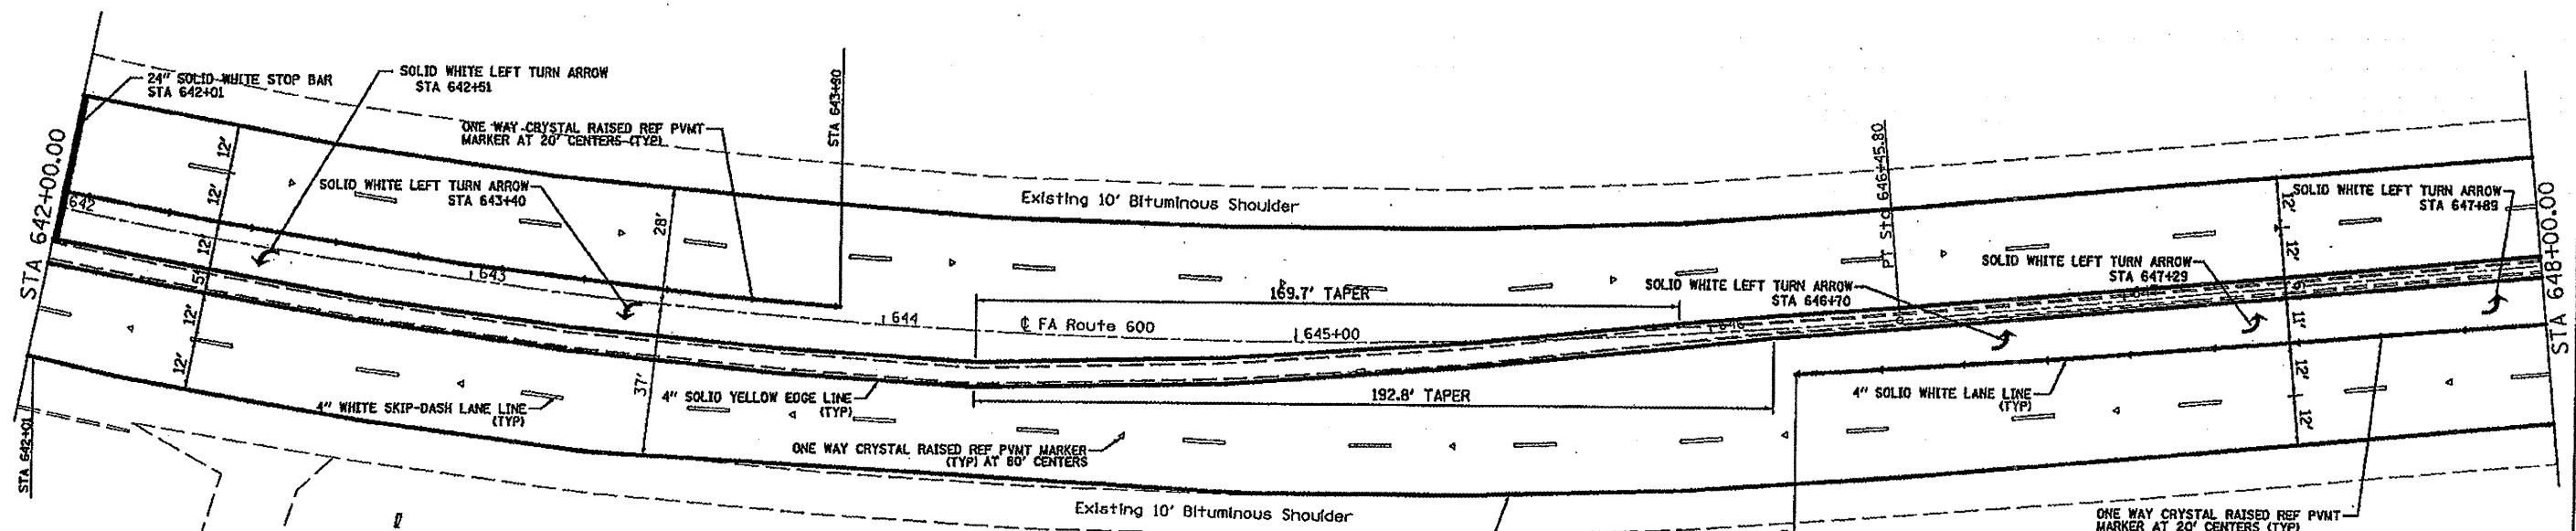 24" SOLID WHITE STOP BAR
STA 642+01
SOLID WHITE LEFT TURN ARROW
STA 642+51
STA 643+90
ONE WAY CRYSTAL RAISED REF PVMT
MARKER AT 20' CENTERS (TYP)
SOLID WHITE LEFT TURN ARROW
STA 643+40
STA 642+00.00
642
12'
12'
12'
5'
12'
12'
643
28'
37'
Existing 10' Bituminous Shoulder
169.7' TAPER
644
℄ FA Route 600
645+00
192.8' TAPER
PT Sta 646+45.80
SOLID WHITE LEFT TURN ARROW
STA 646+70
SOLID WHITE LEFT TURN ARROW
STA 647+29
SOLID WHITE LEFT TURN ARROW
STA 647+89
STA 648+00.00
12'
12'
11'
12'
12'
4" WHITE SKIP-DASH LANE LINE
(TYP)
4" SOLID YELLOW EDGE LINE
(TYP)
ONE WAY CRYSTAL RAISED REF PVMT MARKER
(TYP) AT 80' CENTERS
4" SOLID WHITE LANE LINE
(TYP)
STA 642+01
Existing 10' Bituminous Shoulder
ONE WAY CRYSTAL RAISED REF PVMT
MARKER AT 20' CENTERS (TYP)